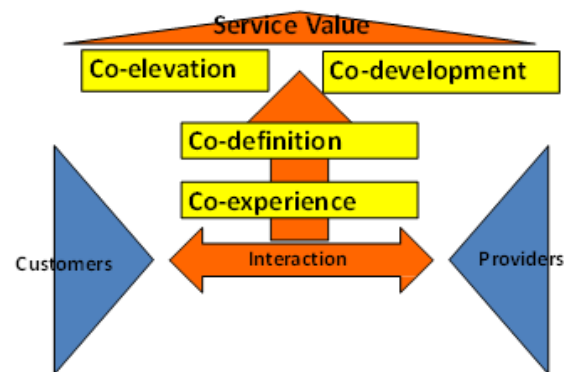 Service Value
Co-elevation
Co-development
Co-definition
Co-experience
Customers
Interaction
Providers